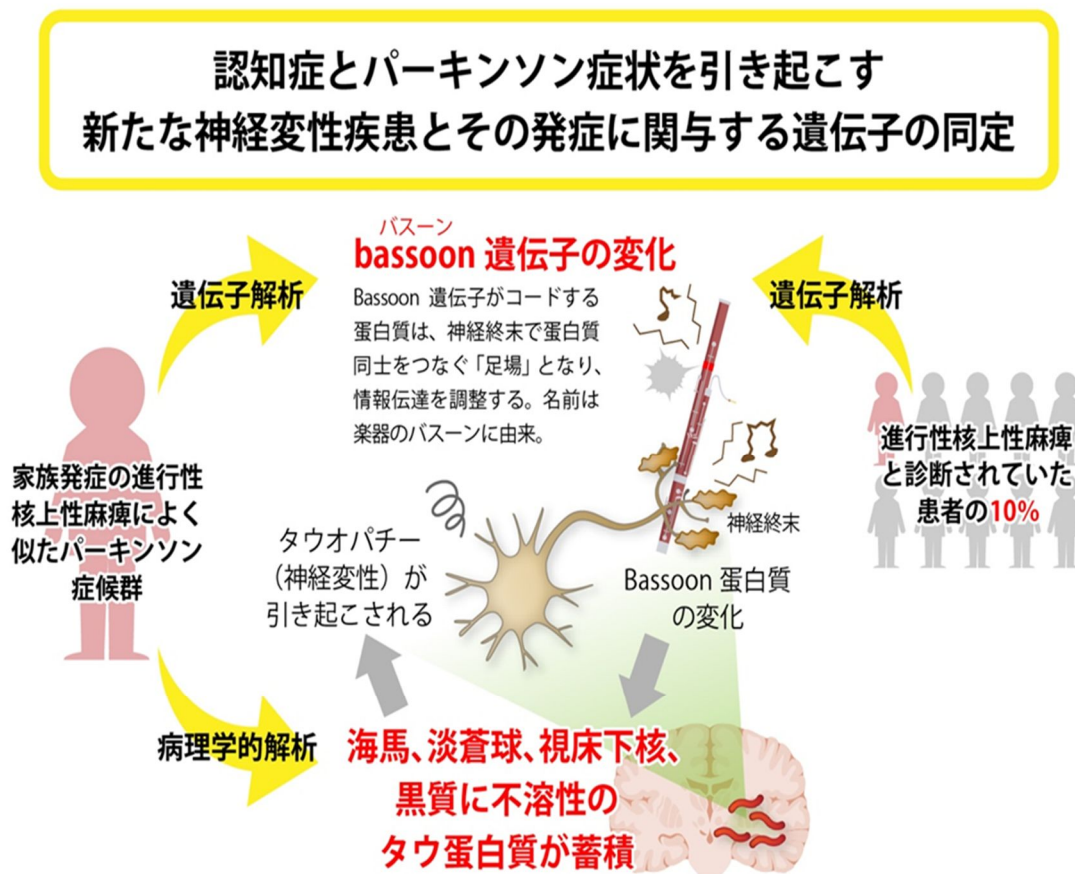 認知症とパーキンソン症状を引き起こす
新たな神経変性疾患とその発症に関与する遺伝子の同定
バスーン
bassoon 遺伝子の変化
遺伝子解析
Bassoon 遺伝子がコードする
蛋白質は、神経終末で蛋白質
同士をつなぐ「足場」となり、
情報伝達を調整する。名前は
楽器のバスーンに由来。
遺伝子解析
家族発症の進行性
核上性麻痺によく
似たパーキンソン
症候群
進行性核上性麻痺
と診断されていた
患者の10%
神経終末
タウオパチー
（神経変性）が
引き起こされる
Bassoon 蛋白質
の変化
病理学的解析
海馬、淡蒼球、視床下核、
黒質に不溶性の
タウ蛋白質が蓄積